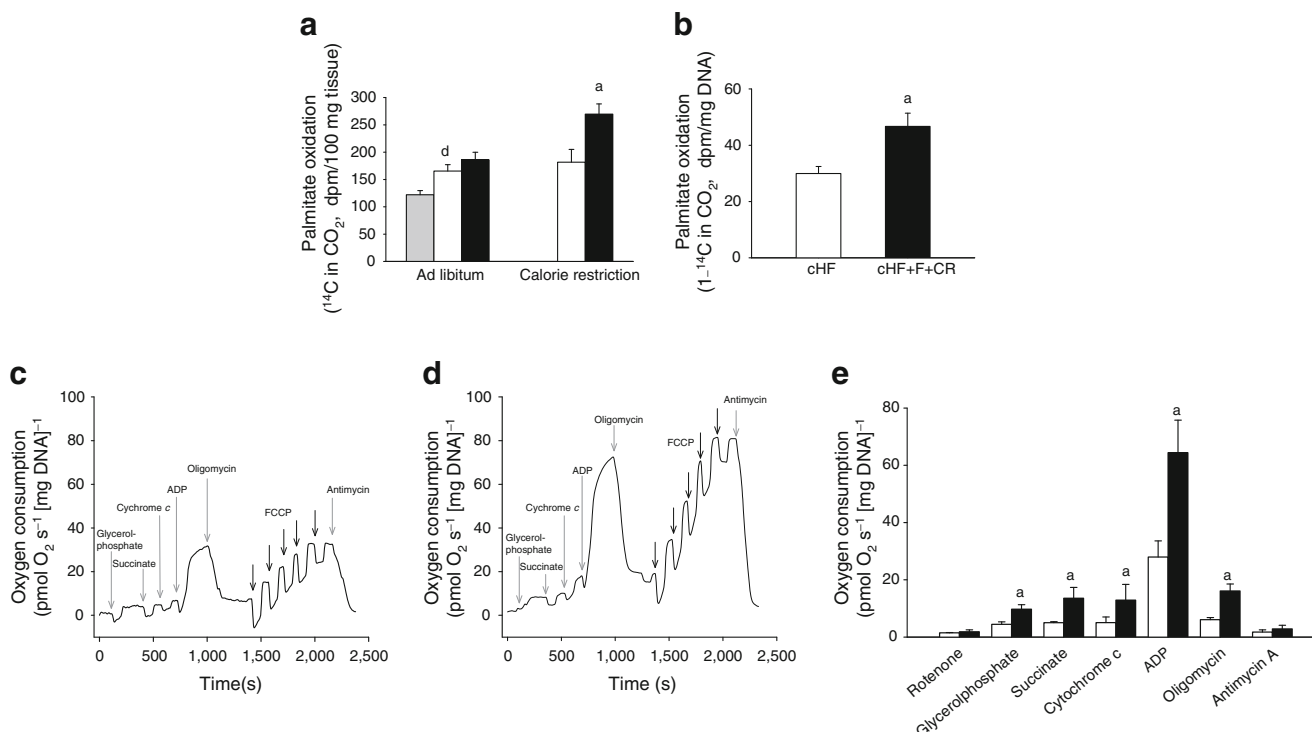 a
Palmitate oxidation
(¹⁴C in CO₂, dpm/100 mg tissue)
300
250
200
150
100
50
0
d
a
Ad libitum
Calorie restriction
b
Palmitate oxidation
(1–¹⁴C in CO₂, dpm/mg DNA)
60
40
20
0
a
cHF
cHF+F+CR
c
Oxygen consumption
(pmol O₂ s⁻¹ [mg DNA]⁻¹
100
80
60
40
20
0
Glycerol-
phosphate
Succinate
Cychrome c
ADP
Oligomycin
FCCP
Antimycin
0
500
1,000
1,500
2,000
2,500
Time(s)
d
Oxygen consumption
(pmol O₂ s⁻¹ [mg DNA]⁻¹
100
80
60
40
20
0
Glycerol-
phosphate
Succinate
Cychrome c
ADP
Oligomycin
FCCP
Antimycin
0
500
1,000
1,500
2,000
2,500
Time (s)
e
Oxygen consumption
(pmol O₂ s⁻¹ [mg DNA]⁻¹
80
60
40
20
0
a
a
a
a
a
Rotenone
Glycerolphosphate
Succinate
Cytochrome c
ADP
Oligomycin
Antimycin A